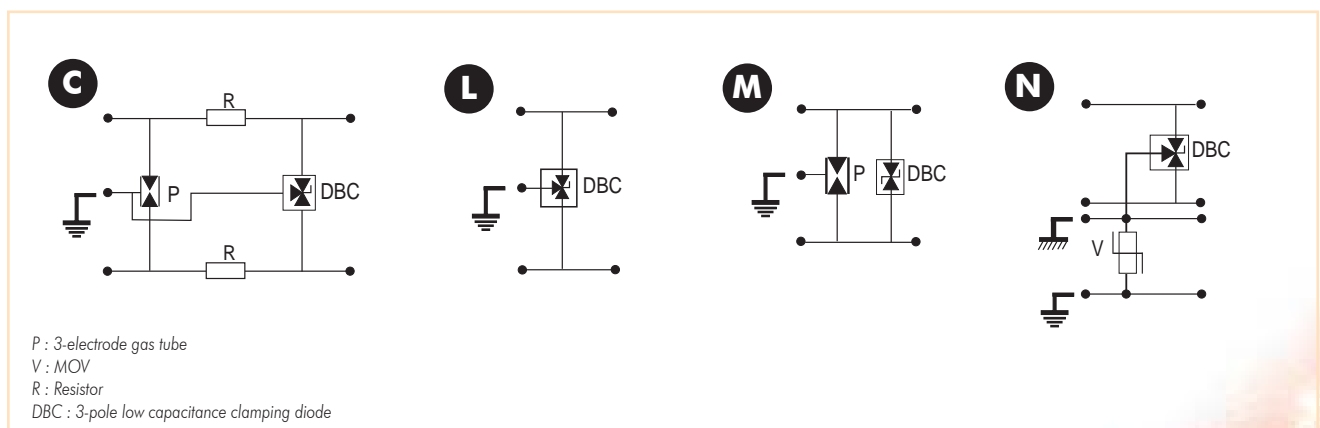 C
L
M
N
R
P
DBC
R
DBC
P
DBC
DBC
V
P : 3-electrode gas tube
V : MOV
R : Resistor
DBC : 3-pole low capacitance clamping diode